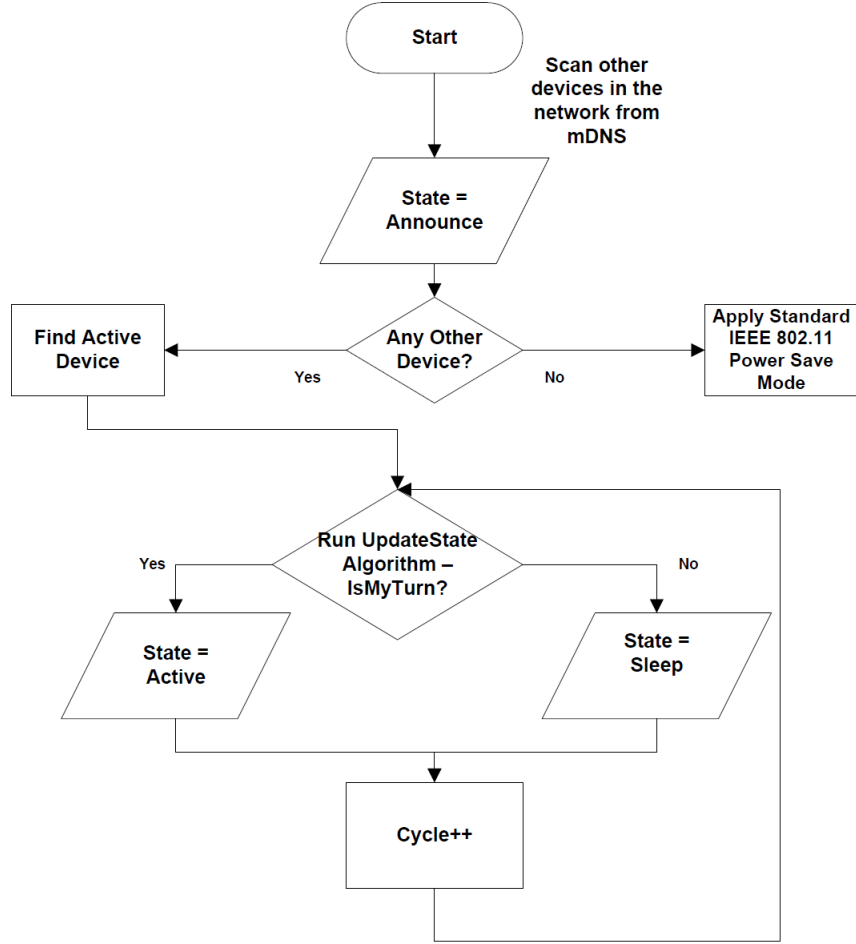 Start
Scan other
devices in the
network from
mDNS
State =
Announce
Any Other
Device?
Find Active
Device
Yes
No
Apply Standard
IEEE 802.11
Power Save
Mode
Run UpdateState
Algorithm –
IsMyTurn?
Yes
No
State =
Active
State =
Sleep
Cycle++